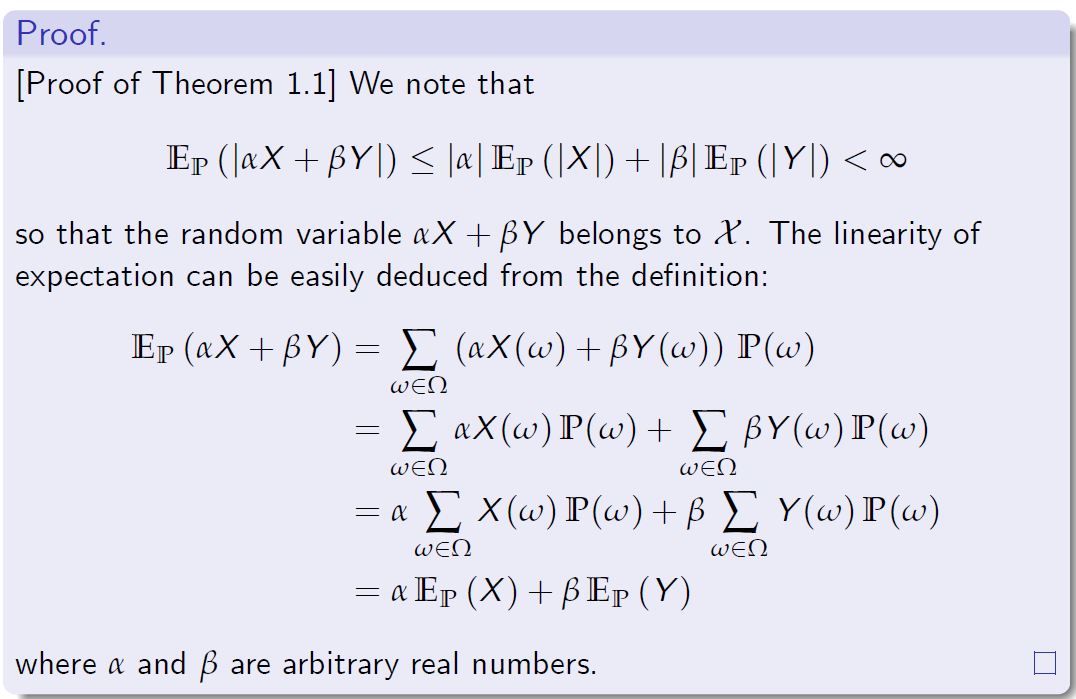 Proof.
[Proof of Theorem 1.1] We note that
𝔼ℙ (|αX + βY|) ≤ |α| 𝔼ℙ (|X|) + |β| 𝔼ℙ (|Y|) < ∞
so that the random variable αX + βY belongs to 𝒳. The linearity of
expectation can be easily deduced from the definition:
𝔼ℙ (αX + βY) = ∑ω∈Ω (αX(ω) + βY(ω)) ℙ(ω)
= ∑ω∈Ω αX(ω) ℙ(ω) + ∑ω∈Ω βY(ω) ℙ(ω)
= α ∑ω∈Ω X(ω) ℙ(ω) + β ∑ω∈Ω Y(ω) ℙ(ω)
= α 𝔼ℙ (X) + β 𝔼ℙ (Y)
where α and β are arbitrary real numbers. □